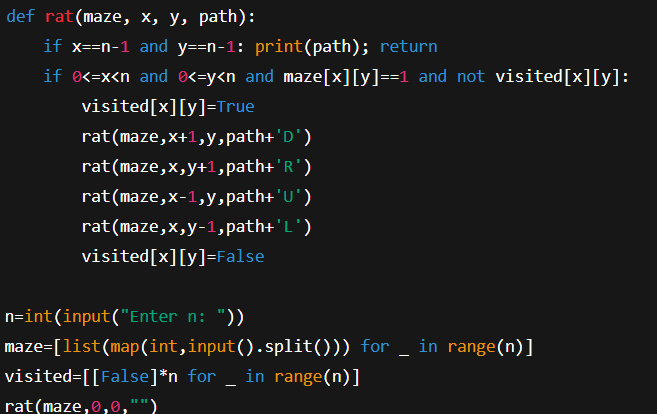 def rat(maze, x, y, path):
    if x==n-1 and y==n-1: print(path); return
    if 0<=x<n and 0<=y<n and maze[x][y]==1 and not visited[x][y]:
        visited[x][y]=True
        rat(maze,x+1,y,path+'D')
        rat(maze,x,y+1,path+'R')
        rat(maze,x-1,y,path+'U')
        rat(maze,x,y-1,path+'L')
        visited[x][y]=False

n=int(input("Enter n: "))
maze=[list(map(int,input().split())) for _ in range(n)]
visited=[[False]*n for _ in range(n)]
rat(maze,0,0,"")